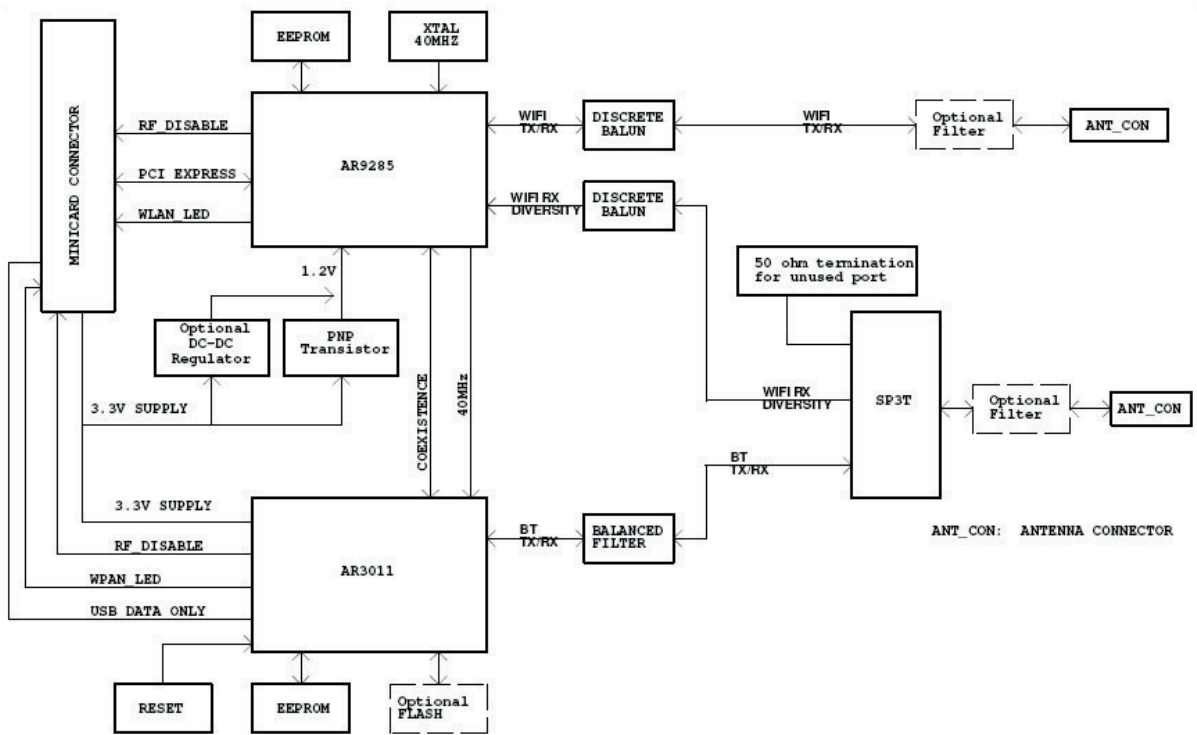 EEPROM
XTAL
40MHZ
MINICARD CONNECTOR
RF_DISABLE
PCI EXPRESS
WLAN_LED
AR9285
WIFI
TX/RX
DISCRETE
BALUN
WIFI
TX/RX
Optional
Filter
ANT_CON
WIFI RX
DIVERSITY
DISCRETE
BALUN
50 ohm termination
for unused port
1.2V
Optional
DC-DC
Regulator
PNP
Transistor
3.3V SUPPLY
COEXISTENCE
40MHz
WIFI RX
DIVERSITY
SP3T
Optional
Filter
ANT_CON
BT
TX/RX
3.3V SUPPLY
RF_DISABLE
WPAN_LED
USB DATA ONLY
AR3011
BT
TX/RX
BALANCED
FILTER
ANT_CON: ANTENNA CONNECTOR
RESET
EEPROM
Optional
FLASH